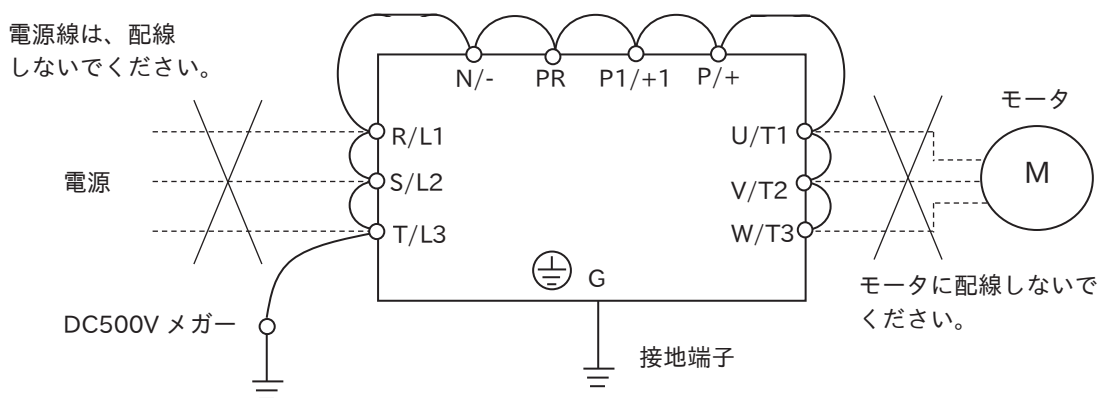 電源線は、配線
しないでください。
N/- PR P1/+1 P/+
モータ
R/L1 U/T1
M
電源 S/L2 V/T2
T/L3 W/T3
G
モータに配線しないで
ください。
DC500V メガー
接地端子